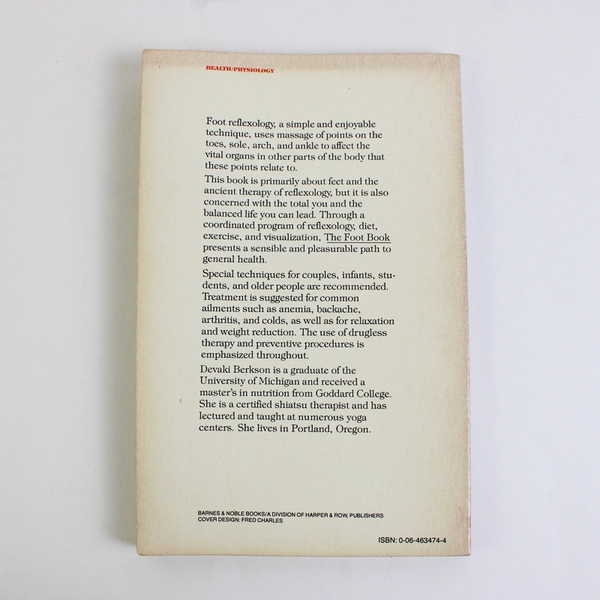 HEALTH/PHYSIOLOGY
Foot reflexology, a simple and enjoyable
technique, uses massage of points on the
toes, sole, arch, and ankle to affect the
vital organs in other parts of the body that
these points relate to.
This book is primarily about feet and the
ancient therapy of reflexology, but it is also
concerned with the total you and the
balanced life you can lead. Through a
coordinated program of reflexology, diet,
exercise, and visualization, The Foot Book
presents a sensible and pleasurable path to
general health.
Special techniques for couples, infants, stu-
dents, and older people are recommended.
Treatment is suggested for common
ailments such as anemia, backache,
arthritis, and colds, as well as for relaxation
and weight reduction. The use of drugless
therapy and preventive procedures is
emphasized throughout.
Devaki Berkson is a graduate of the
University of Michigan and received a
master's in nutrition from Goddard College.
She is a certified shiatsu therapist and has
lectured and taught at numerous yoga
centers. She lives in Portland, Oregon.
BARNES & NOBLE BOOKS/A DIVISION OF HARPER & ROW, PUBLISHERS
COVER DESIGN: FRED CHARLES
ISBN: 0-06-463474-4